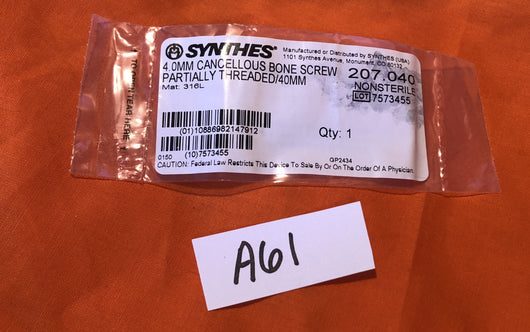 SYNTHES®
Manufactured or Distributed by SYNTHES (USA)
1101 Synthes Avenue, Monument, CO 80132
4.0MM CANCELLOUS BONE SCREW
PARTIALLY THREADED/40MM
Mat: 316L
207.040
NONSTERILE
LOT 7573455
(01)10886982147912
Qty: 1
(10)7573455
0150
GP2434
CAUTION: Federal Law Restricts This Device To Sale By or On The Order Of A Physician.
TEAR HERE
A61